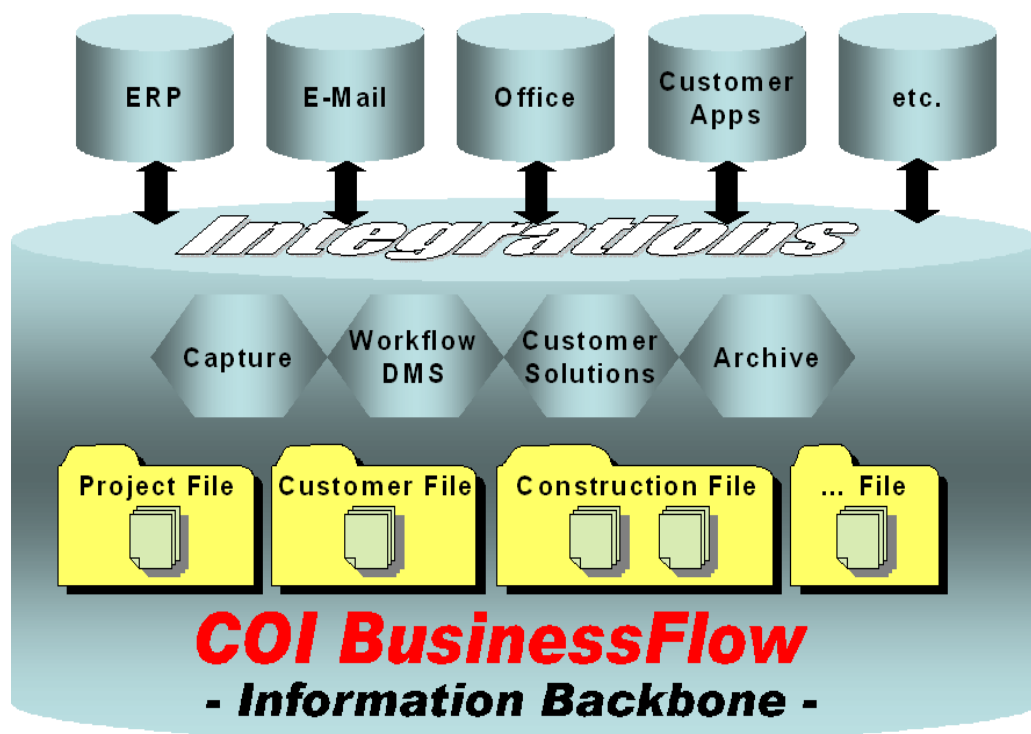 ERP
E-Mail
Office
Customer
Apps
etc.
Integrations
Capture
Workflow
DMS
Customer
Solutions
Archive
Project File
Customer File
Construction File
... File
COI BusinessFlow
- Information Backbone -